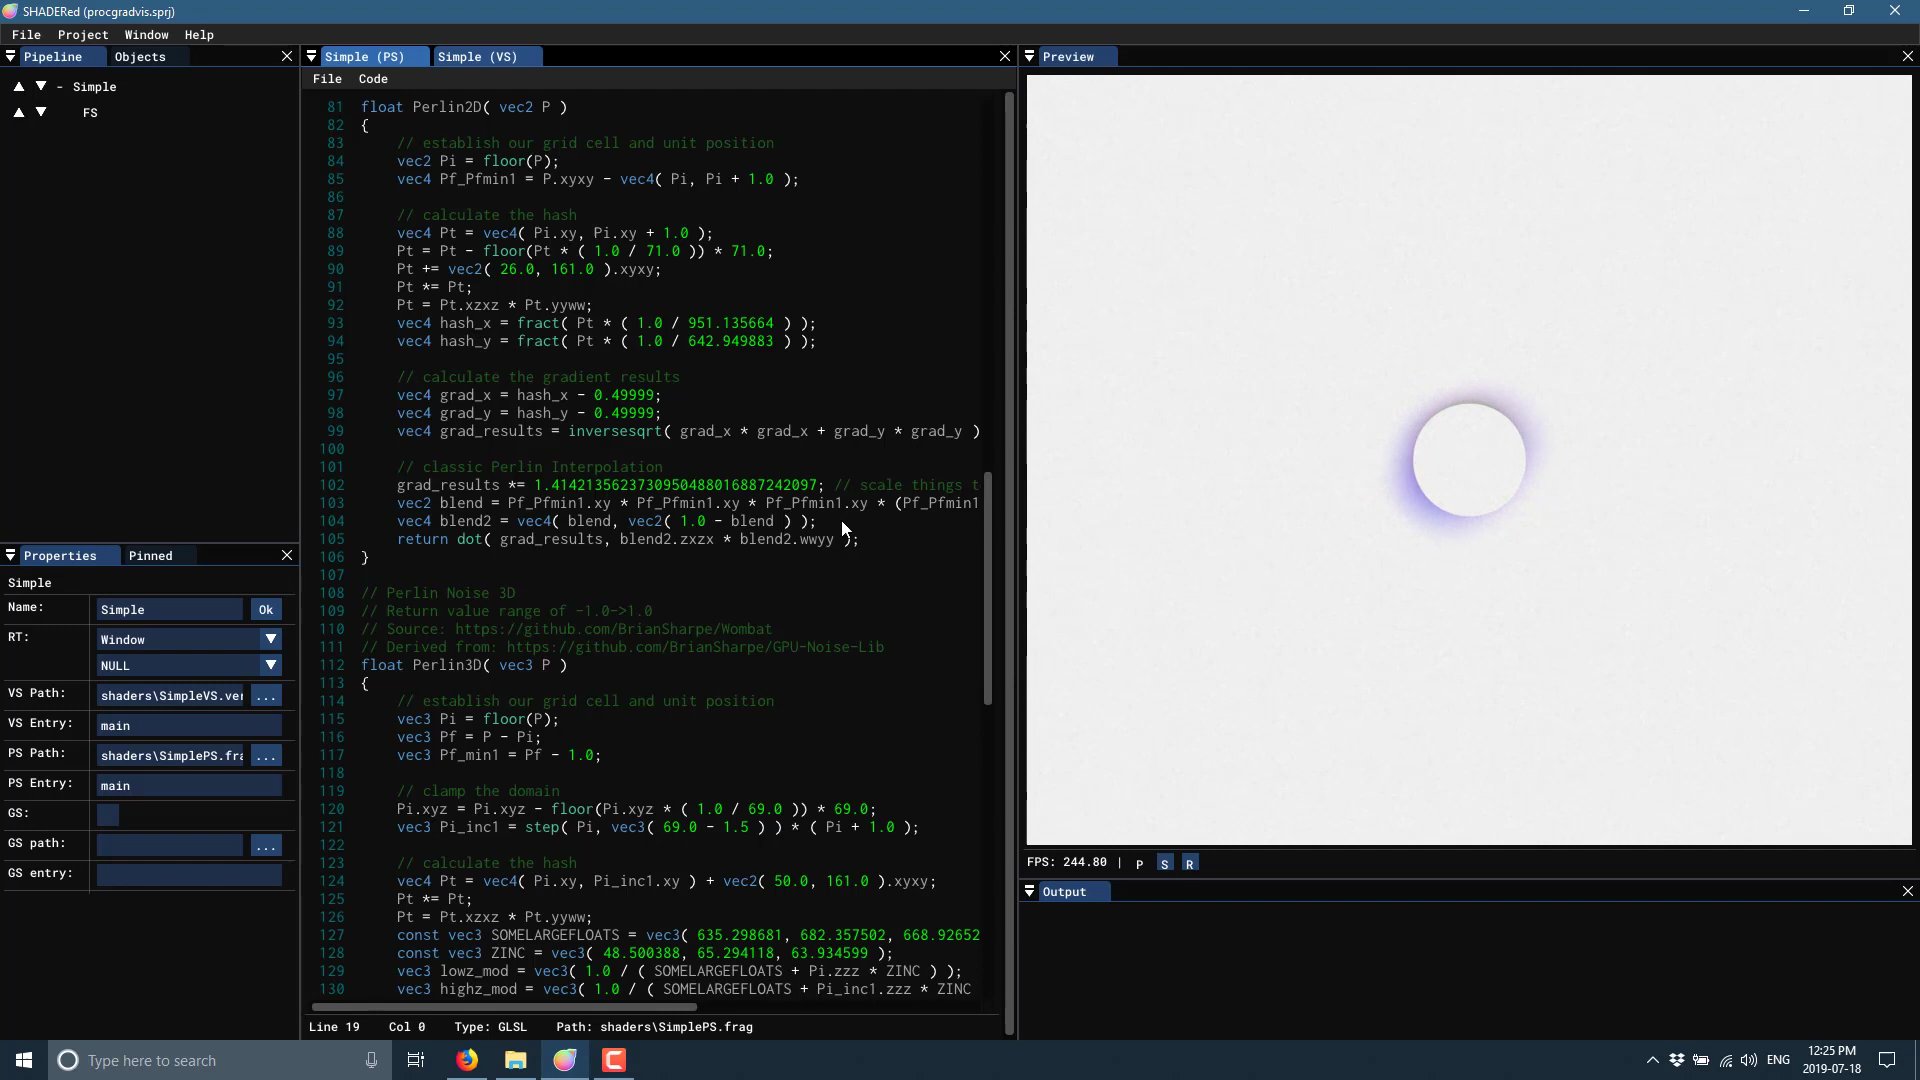 SHADERed (procgradvis.sprj)
File Project Window Help
Pipeline Objects
- Simple
FS
Properties Pinned
Simple
Name: Simple Ok
RT: Window
NULL
VS Path: shaders\SimpleVS.ver ...
VS Entry: main
PS Path: shaders\SimplePS.fra ...
PS Entry: main
GS:
GS path: ...
GS entry:
Simple (PS) Simple (VS)
File Code
81 float Perlin2D( vec2 P )
82 {
83 // establish our grid cell and unit position
84 vec2 Pi = floor(P);
85 vec4 Pf_Pfmin1 = P.xyxy - vec4( Pi, Pi + 1.0 );
86
87 // calculate the hash
88 vec4 Pt = vec4( Pi.xy, Pi.xy + 1.0 );
89 Pt = Pt - floor(Pt * ( 1.0 / 71.0 )) * 71.0;
90 Pt += vec2( 26.0, 161.0 ).xyxy;
91 Pt *= Pt;
92 Pt = Pt.xzxz * Pt.yyww;
93 vec4 hash_x = fract( Pt * ( 1.0 / 951.135664 ) );
94 vec4 hash_y = fract( Pt * ( 1.0 / 642.949883 ) );
95
96 // calculate the gradient results
97 vec4 grad_x = hash_x - 0.49999;
98 vec4 grad_y = hash_y - 0.49999;
99 vec4 grad_results = inversesqrt( grad_x * grad_x + grad_y * grad_y )
100
101 // classic Perlin Interpolation
102 grad_results *= 1.4142135623730950488016887242097; // scale things t
103 vec2 blend = Pf_Pfmin1.xy * Pf_Pfmin1.xy * Pf_Pfmin1.xy * (Pf_Pfmin1
104 vec4 blend2 = vec4( blend, vec2( 1.0 - blend ) );
105 return dot( grad_results, blend2.zxzx * blend2.wwyy );
106 }
107
108 // Perlin Noise 3D
109 // Return value range of -1.0->1.0
110 // Source: https://github.com/BrianSharpe/Wombat
111 // Derived from: https://github.com/BrianSharpe/GPU-Noise-Lib
112 float Perlin3D( vec3 P )
113 {
114 // establish our grid cell and unit position
115 vec3 Pi = floor(P);
116 vec3 Pf = P - Pi;
117 vec3 Pf_min1 = Pf - 1.0;
118
119 // clamp the domain
120 Pi.xyz = Pi.xyz - floor(Pi.xyz * ( 1.0 / 69.0 )) * 69.0;
121 vec3 Pi_inc1 = step( Pi, vec3( 69.0 - 1.5 ) ) * ( Pi + 1.0 );
122
123 // calculate the hash
124 vec4 Pt = vec4( Pi.xy, Pi_inc1.xy ) + vec2( 50.0, 161.0 ).xyxy;
125 Pt *= Pt;
126 Pt = Pt.xzxz * Pt.yyww;
127 const vec3 SOMELARGEFLOATS = vec3( 635.298681, 682.357502, 668.92652
128 const vec3 ZINC = vec3( 48.500388, 65.294118, 63.934599 );
129 vec3 lowz_mod = vec3( 1.0 / ( SOMELARGEFLOATS + Pi.zzz * ZINC ) );
130 vec3 highz_mod = vec3( 1.0 / ( SOMELARGEFLOATS + Pi_inc1.zzz * ZINC
Line 19 Col 0 Type: GLSL Path: shaders\SimplePS.frag
Preview
FPS: 244.80 | P S R
Output
Type here to search
ENG
12:25 PM
2019-07-18